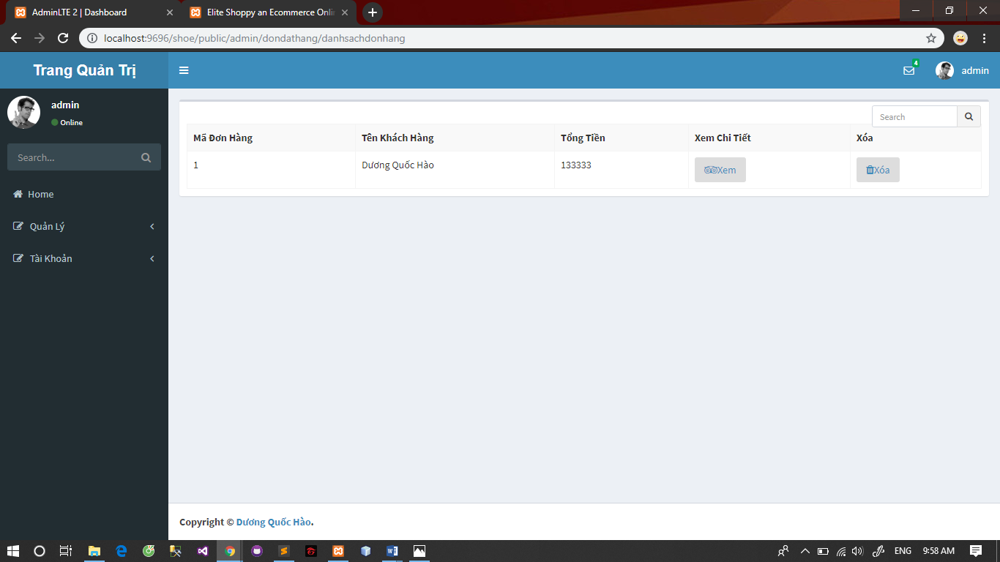 AdminLTE 2 | Dashboard
Elite Shoppy an Ecommerce Onli
localhost:9696/shoe/public/admin/dondathang/danhsachdonhang
Trang Quản Trị
4
admin
admin
Online
Search...
Home
Quản Lý
Tài Khoản
Search
Mã Đơn Hàng Tên Khách Hàng Tổng Tiền Xem Chi Tiết Xóa
1 Dương Quốc Hào 133333 Xem Xóa
Copyright © Dương Quốc Hào.
ENG 9:58 AM